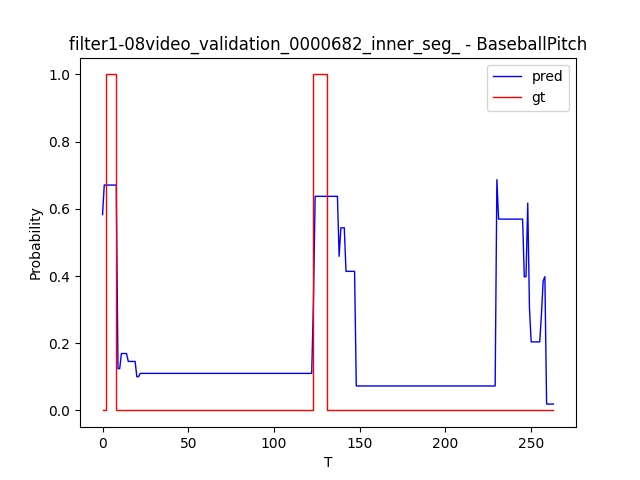 filter1-08video_validation_0000682_inner_seg_ - BaseballPitch
pred
gt
1.0
0.8
0.6
0.4
0.2
0.0
Probability
0
50
100
150
200
250
T